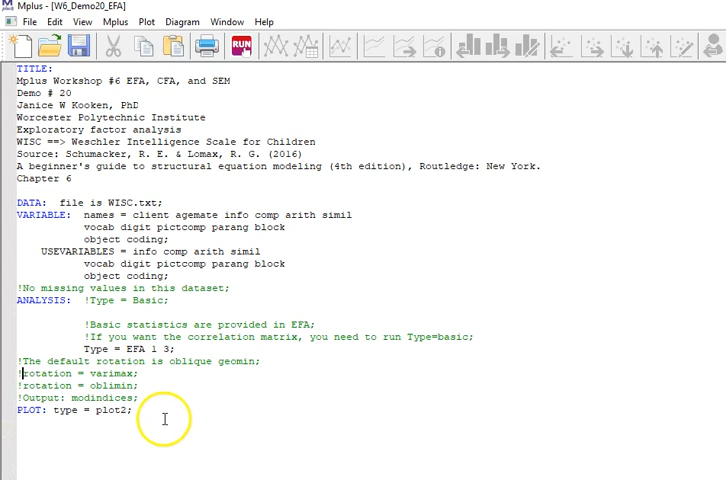 Mplus - [W6_Demo20_EFA]
File Edit View Mplus Plot Diagram Window Help
RUN
TITLE:
Mplus Workshop #6 EFA, CFA, and SEM
Demo # 20
Janice W Kooken, PhD
Worcester Polytechnic Institute
Exploratory factor analysis
WISC ==> Weschler Intelligence Scale for Children
Source: Schumacker, R. E. & Lomax, R. G. (2016)
A beginner's guide to structural equation modeling (4th edition), Routledge: New York.
Chapter 6
DATA: file is WISC.txt;
VARIABLE: names = client agemate info comp arith simil
vocab digit pictcomp parang block
object coding;
USEVARIABLES = info comp arith simil
vocab digit pictcomp parang block
object coding;
!No missing values in this dataset;
ANALYSIS: !Type = Basic;
!Basic statistics are provided in EFA;
!If you want the correlation matrix, you need to run Type=basic;
Type = EFA 1 3;
!The default rotation is oblique geomin;
!rotation = varimax;
!rotation = oblimin;
!Output: modindices;
PLOT: type = plot2;